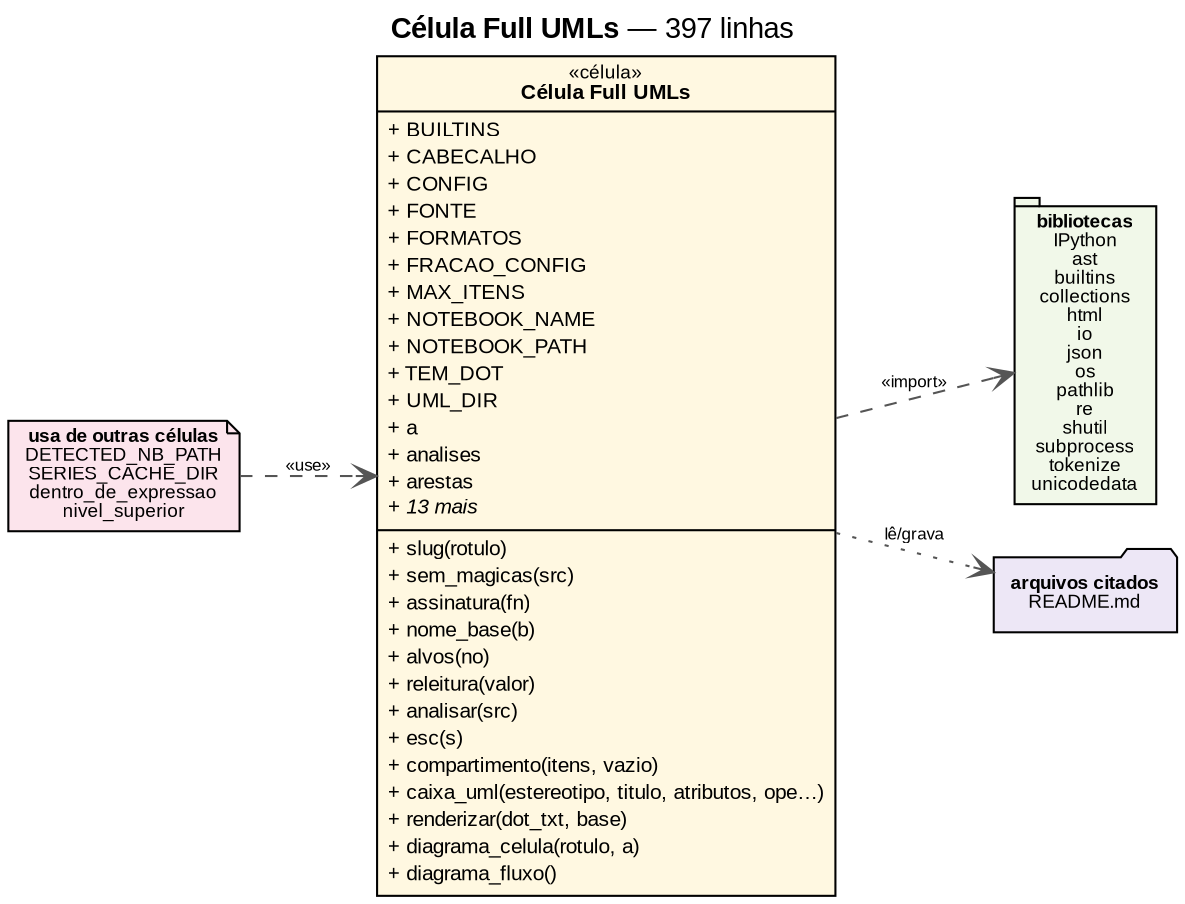 Célula Full UMLs — 397 linhas
«célula»
Célula Full UMLs
+ BUILTINS
+ CABECALHO
+ CONFIG
+ FONTE
+ FORMATOS
+ FRACAO_CONFIG
+ MAX_ITENS
+ NOTEBOOK_NAME
+ NOTEBOOK_PATH
+ TEM_DOT
+ UML_DIR
+ a
+ analises
+ arestas
+ 13 mais
+ slug(rotulo)
+ sem_magicas(src)
+ assinatura(fn)
+ nome_base(b)
+ alvos(no)
+ releitura(valor)
+ analisar(src)
+ esc(s)
+ compartimento(itens, vazio)
+ caixa_uml(estereotipo, titulo, atributos, ope…)
+ renderizar(dot_txt, base)
+ diagrama_celula(rotulo, a)
+ diagrama_fluxo()
usa de outras células
DETECTED_NB_PATH
SERIES_CACHE_DIR
dentro_de_expressao
nivel_superior
«use»
«import»
bibliotecas
IPython
ast
builtins
collections
html
io
json
os
pathlib
re
shutil
subprocess
tokenize
unicodedata
lê/grava
arquivos citados
README.md